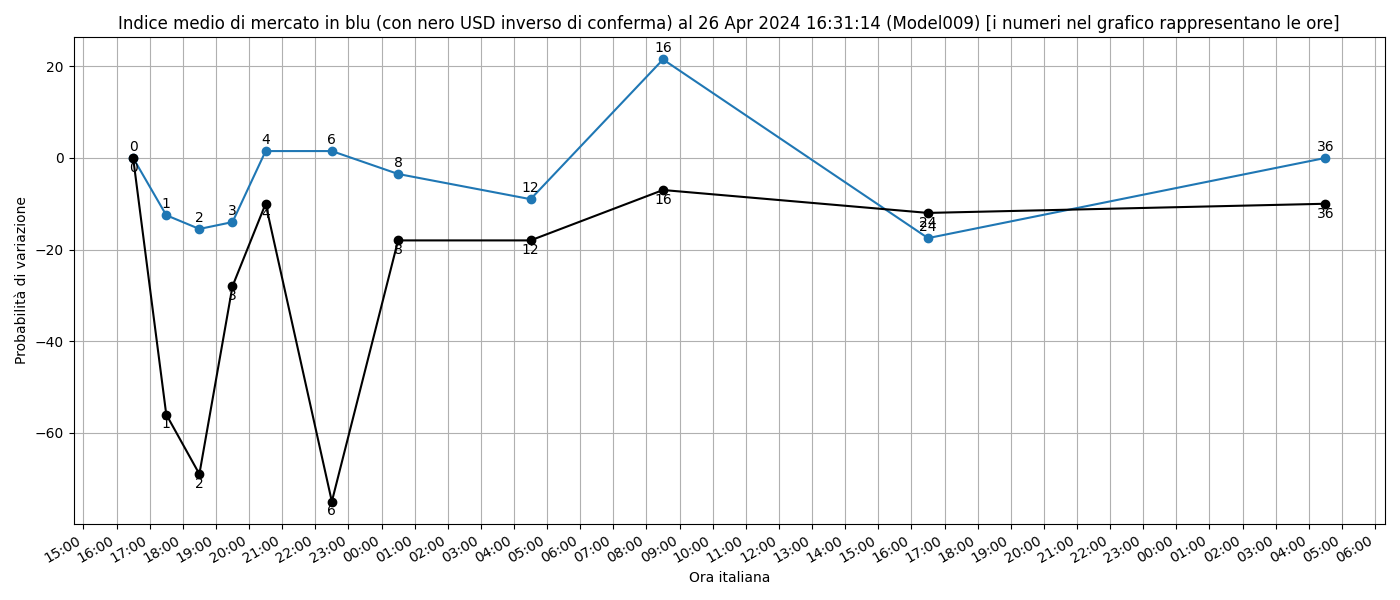 Indice medio di mercato in blu (con nero USD inverso di conferma) al 26 Apr 2024 16:31:14 (Model009) [i numeri nel grafico rappresentano le ore]
Probabilità di variazione
20
0
−20
−40
−60
0 1 2 3 4 6 8 12 16 24 36
0 1 2 3 4 6 8 12 16 24 36
15:00 16:00 17:00 18:00 19:00 20:00 21:00 22:00 23:00 00:00 01:00 02:00 03:00 04:00 05:00 06:00 07:00 08:00 09:00 10:00 11:00 12:00 13:00 14:00 15:00 16:00 17:00 18:00 19:00 20:00 21:00 22:00 23:00 00:00 01:00 02:00 03:00 04:00 05:00 06:00
Ora italiana